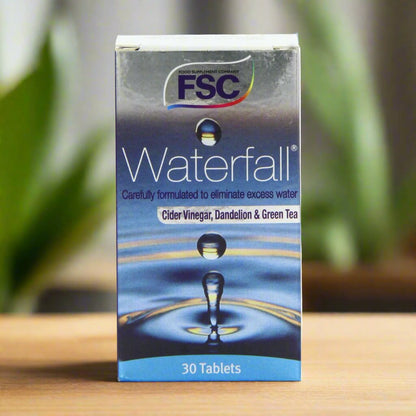 FOOD SUPPLEMENT COMPANY
FSC
Waterfall®
Carefully formulated to eliminate excess water
Cider Vinegar, Dandelion & Green Tea
30 Tablets